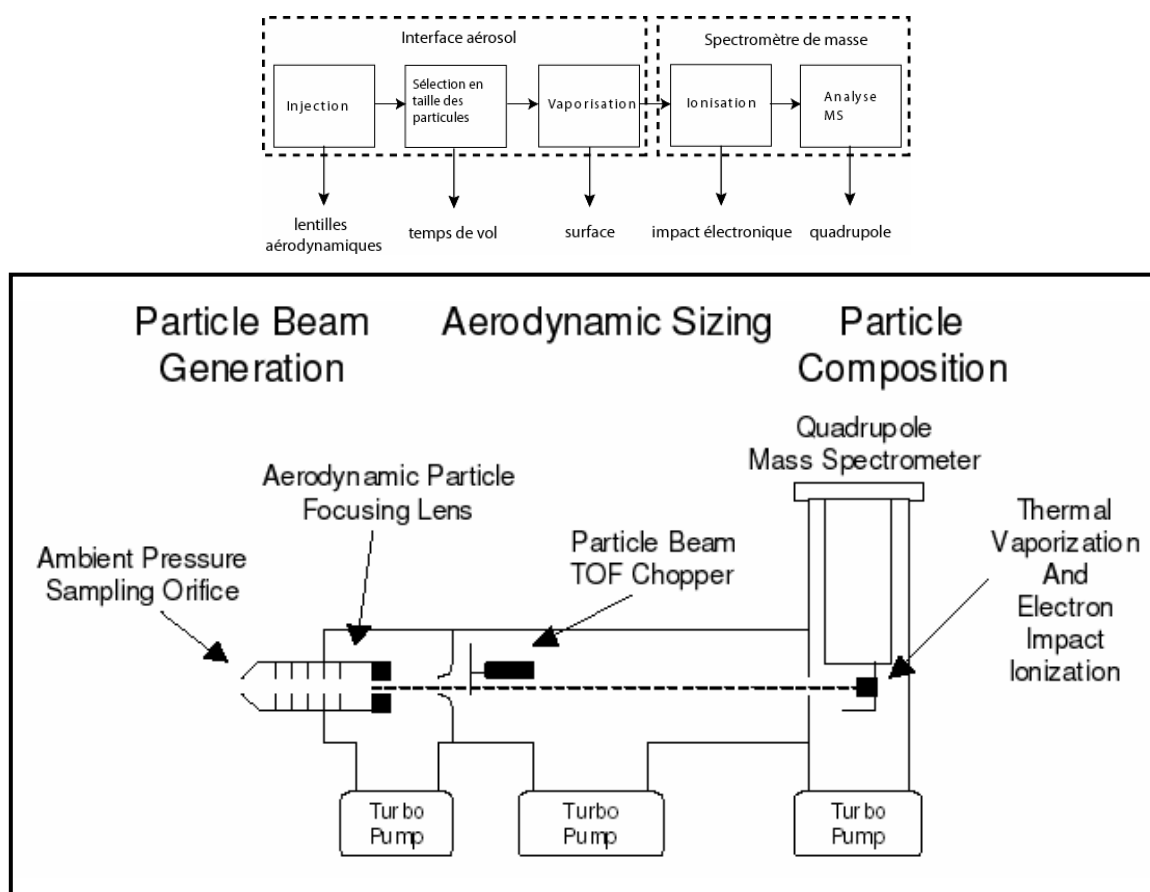 Interface aérosol
Spectromètre de masse
Injection
Sélection en
taille des
particules
Vaporisation
Ionisation
Analyse
MS
lentilles
aérodynamiques
temps de vol
surface
impact électronique
quadrupole
Particle Beam
Generation
Aerodynamic Sizing
Particle
Composition
Quadrupole
Mass Spectrometer
Aerodynamic Particle
Focusing Lens
Particle Beam
TOF Chopper
Thermal
Vaporization
And
Electron
Impact
Ionization
Ambient Pressure
Sampling Orifice
Turbo
Pump
Turbo
Pump
Turbo
Pump